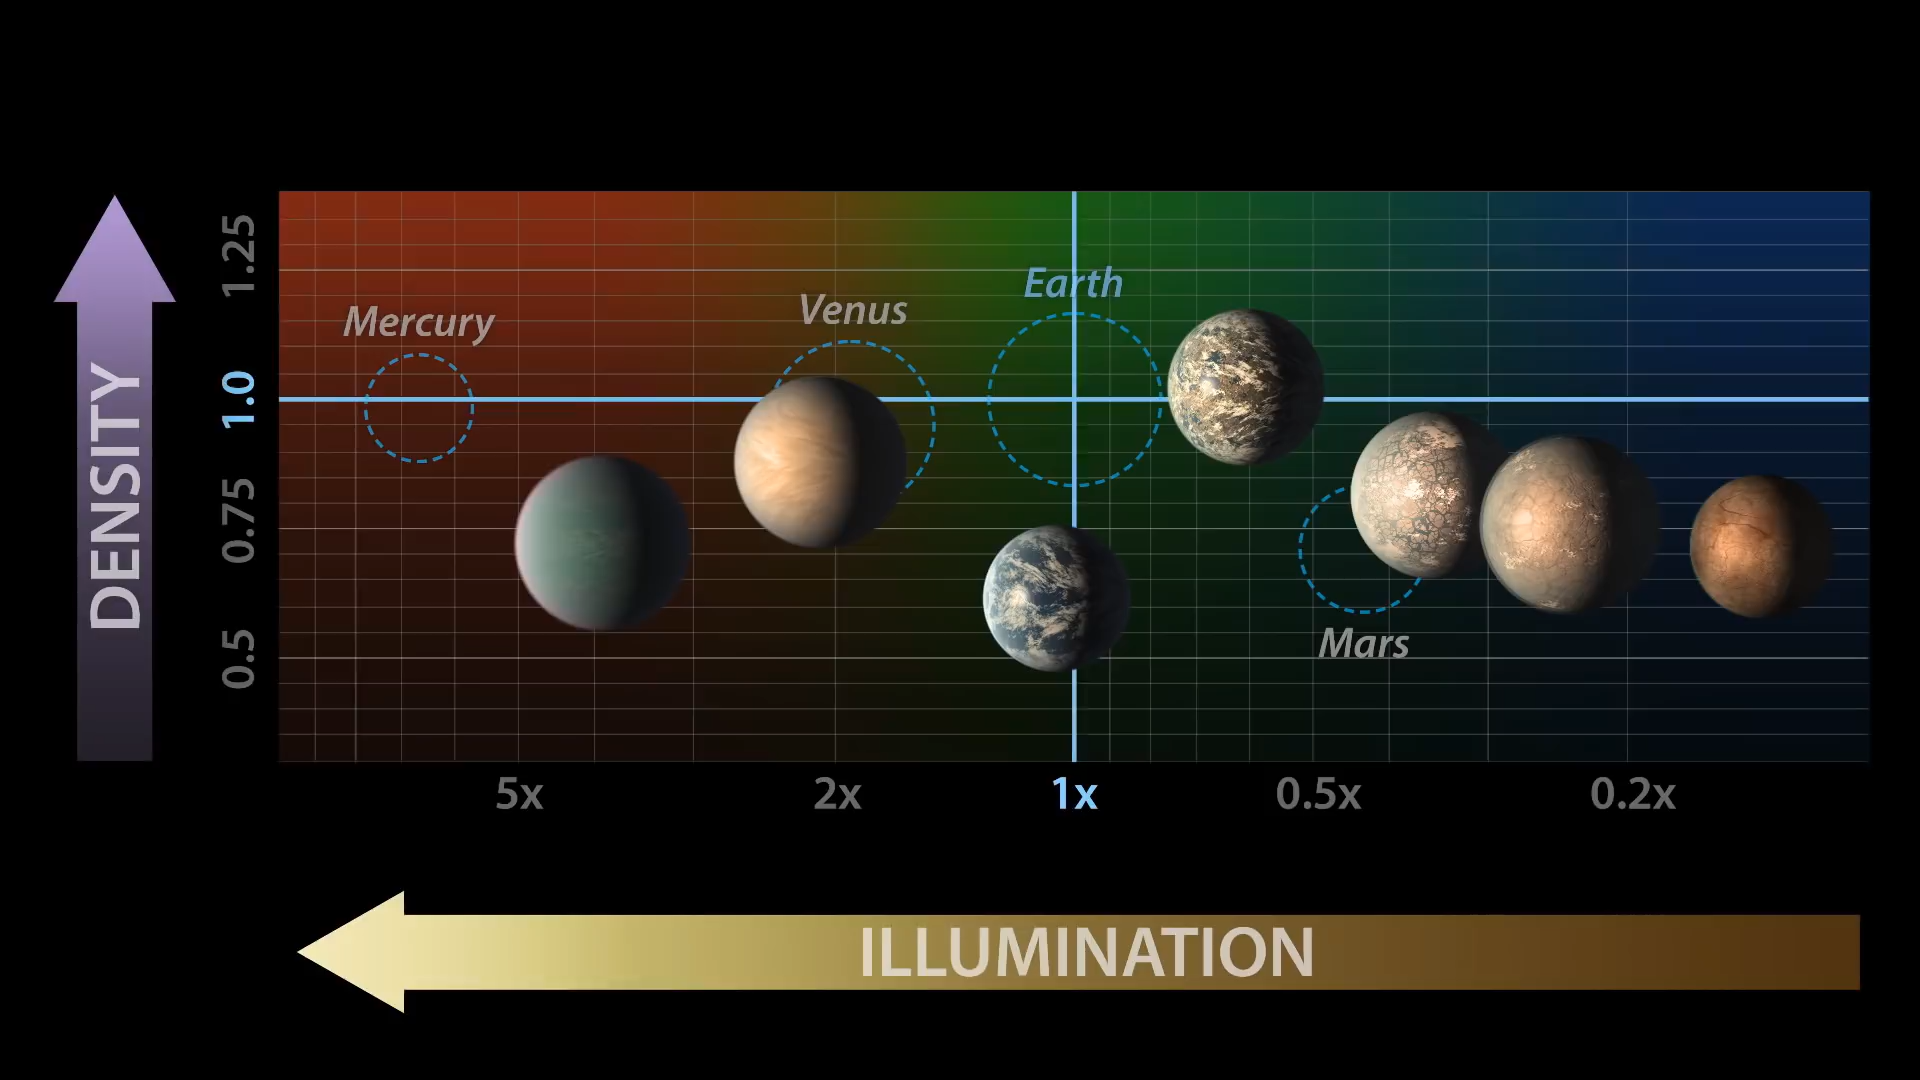 DENSITY
1.25
1.0
0.75
0.5
Mercury
Venus
Earth
Mars
5x
2x
1x
0.5x
0.2x
ILLUMINATION